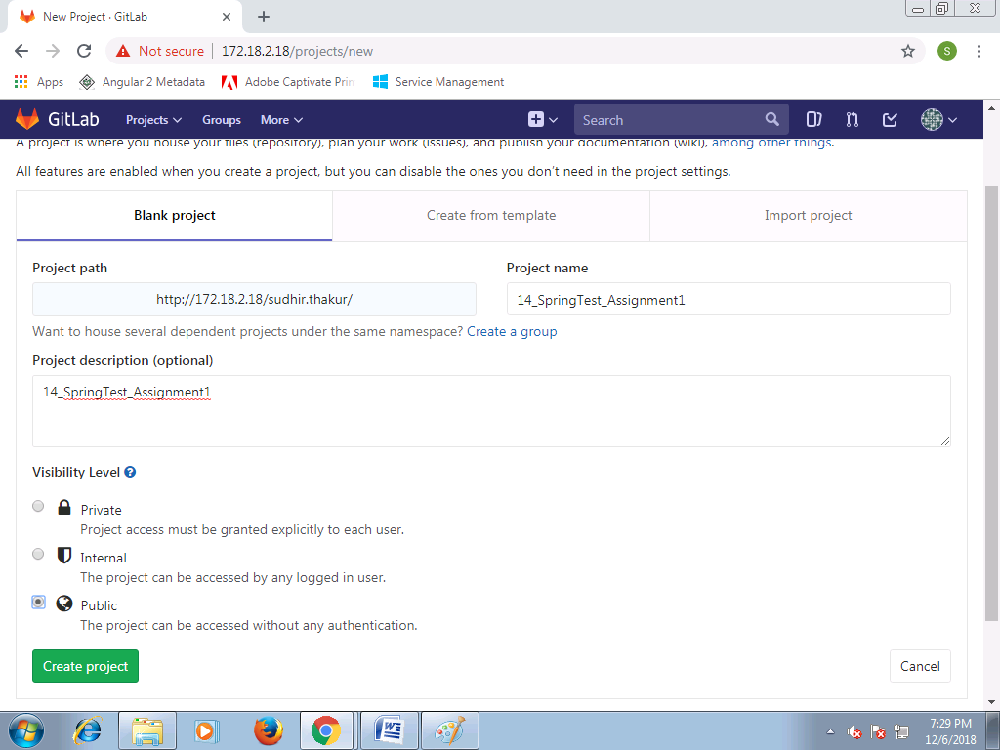 New Project · GitLab
Not secure | 172.18.2.18/projects/new
S
Apps Angular 2 Metadata Adobe Captivate Prim Service Management
GitLab Projects Groups More Search
A project is where you house your files (repository), plan your work (issues), and publish your documentation (wiki), among other things.
All features are enabled when you create a project, but you can disable the ones you don't need in the project settings.
Blank project Create from template Import project
Project path Project name
http://172.18.2.18/sudhir.thakur/ 14_SpringTest_Assignment1
Want to house several dependent projects under the same namespace? Create a group
Project description (optional)
14_SpringTest_Assignment1
Visibility Level
Private
Project access must be granted explicitly to each user.
Internal
The project can be accessed by any logged in user.
Public
The project can be accessed without any authentication.
Create project Cancel
7:29 PM
12/6/2018